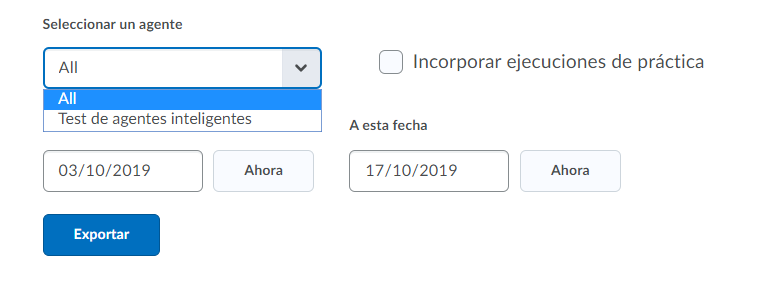 Seleccionar un agente
All
Incorporar ejecuciones de práctica
All
Test de agentes inteligentes
A esta fecha
03/10/2019
Ahora
17/10/2019
Ahora
Exportar